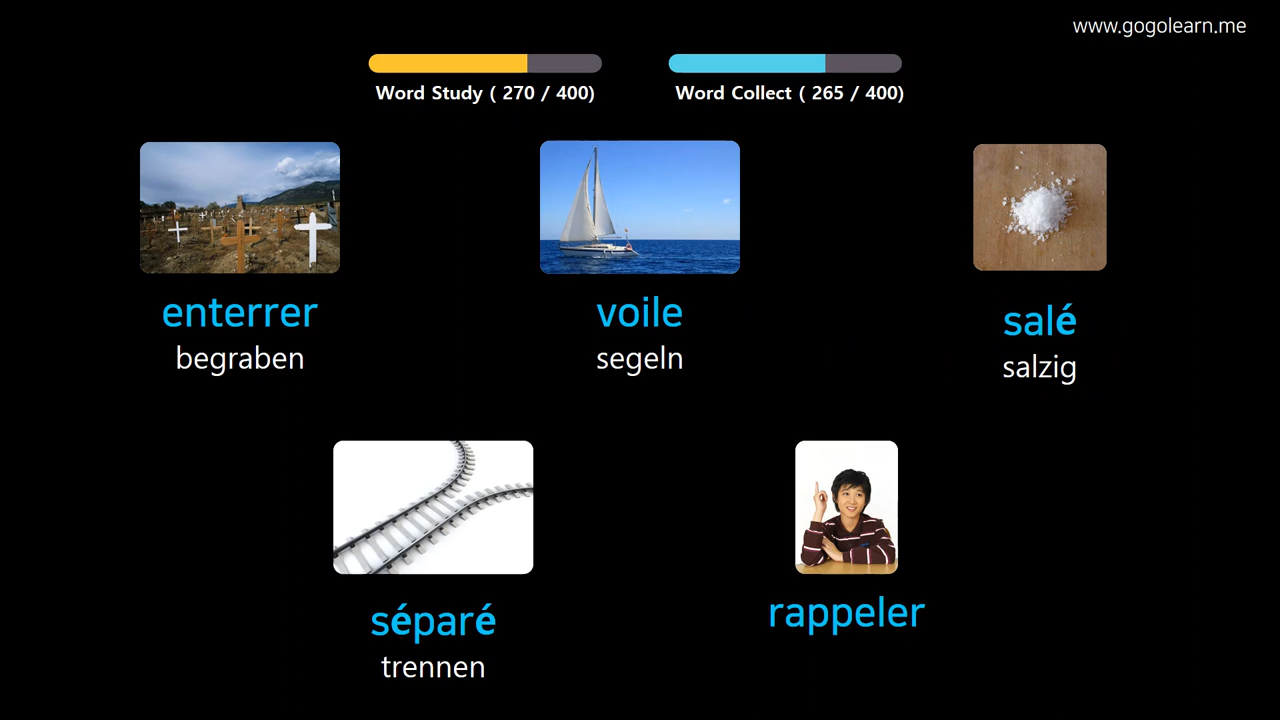 www.gogolearn.me
Word Study ( 270 / 400)
Word Collect ( 265 / 400)
enterrer
begraben
voile
segeln
salé
salzig
séparé
trennen
rappeler